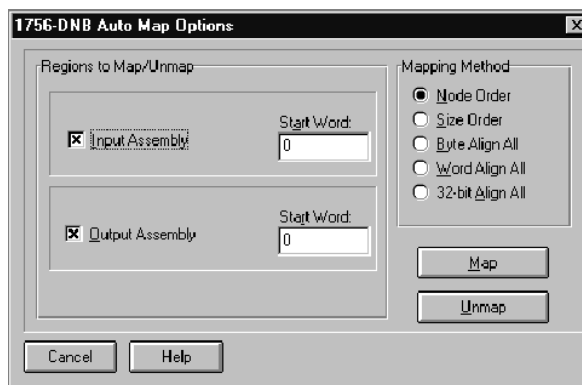 1756-DNB Auto Map Options
Regions to Map/Unmap
Input Assembly
Start Word:
0
Output Assembly
Start Word:
0
Mapping Method
Node Order
Size Order
Byte Align All
Word Align All
32-bit Align All
Map
Unmap
Cancel
Help